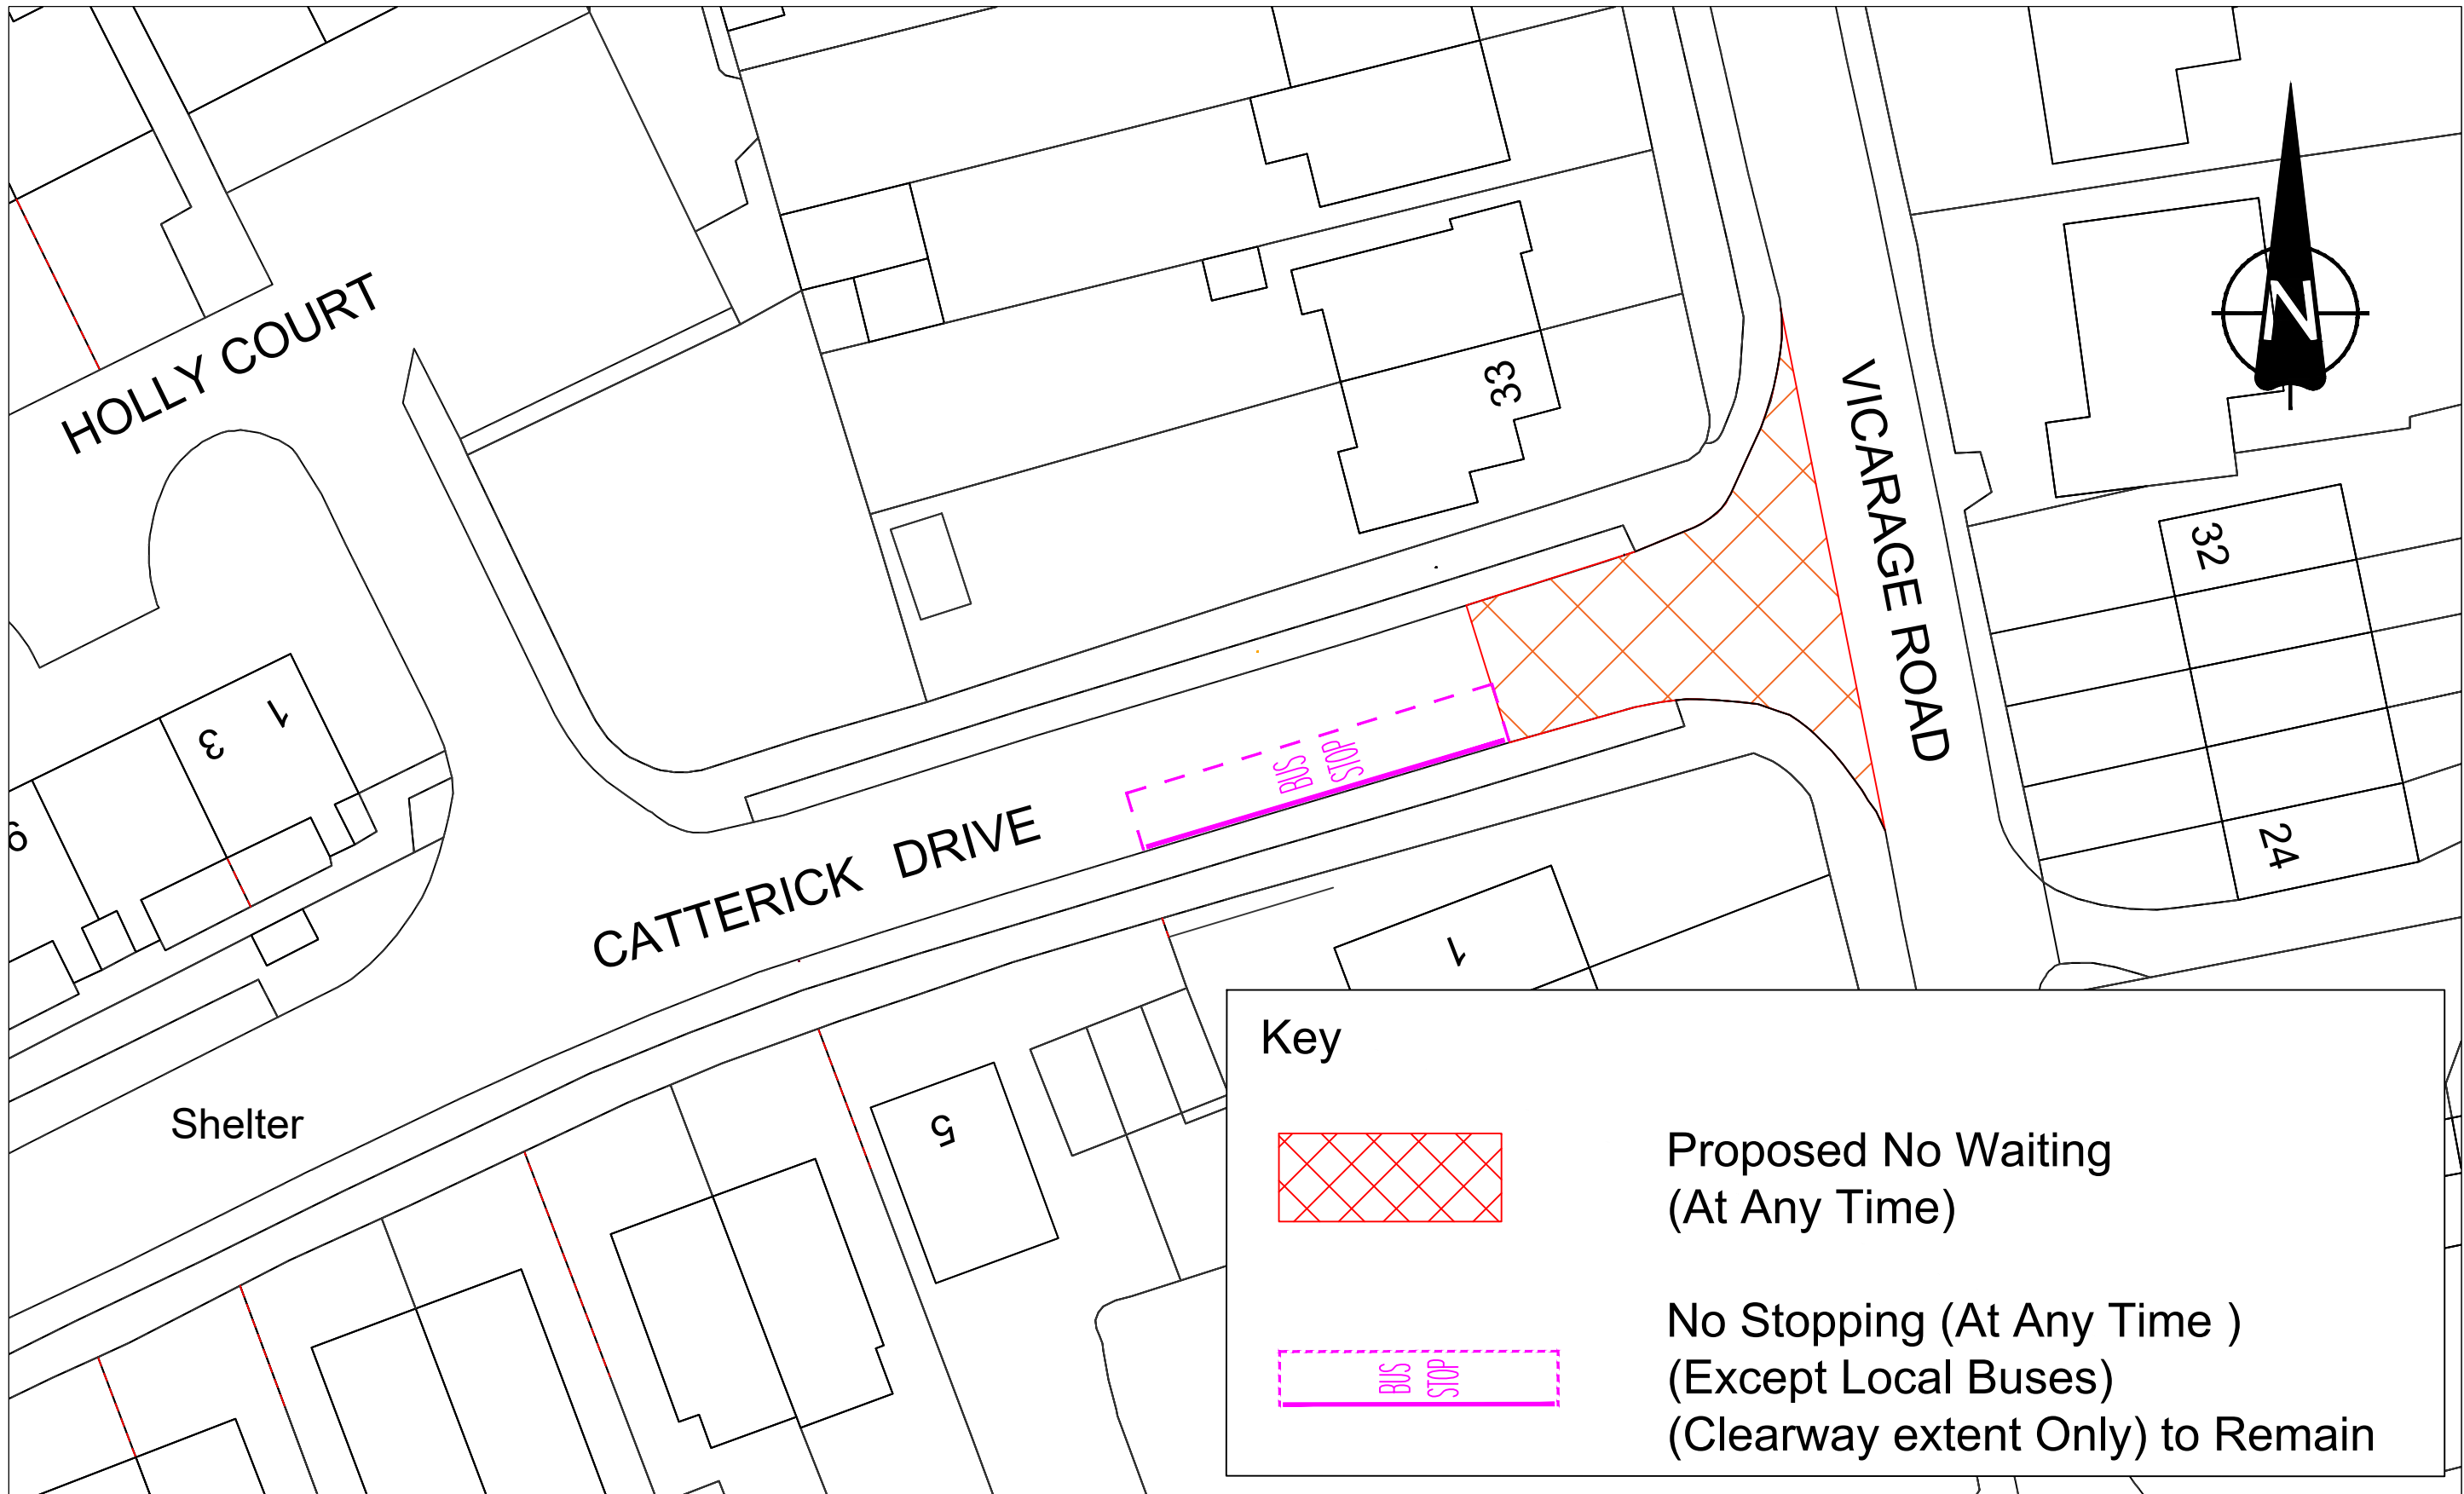 HOLLY COURT
33
VICARAGE ROAD
N
32
24
1
3
BUS
STOP
CATTERICK DRIVE
1
5
Shelter
Key
Proposed No Waiting
(At Any Time)
BUS
STOP
No Stopping (At Any Time )
(Except Local Buses)
(Clearway extent Only) to Remain